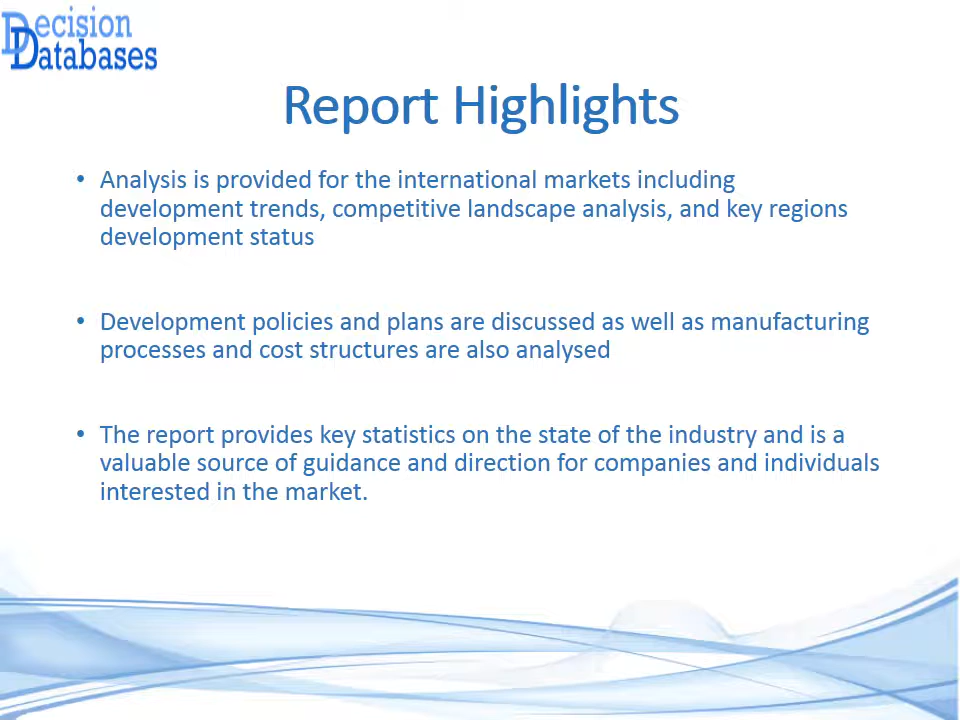 Decision
Databases
Report Highlights
• Analysis is provided for the international markets including
development trends, competitive landscape analysis, and key regions
development status
• Development policies and plans are discussed as well as manufacturing
processes and cost structures are also analysed
• The report provides key statistics on the state of the industry and is a
valuable source of guidance and direction for companies and individuals
interested in the market.